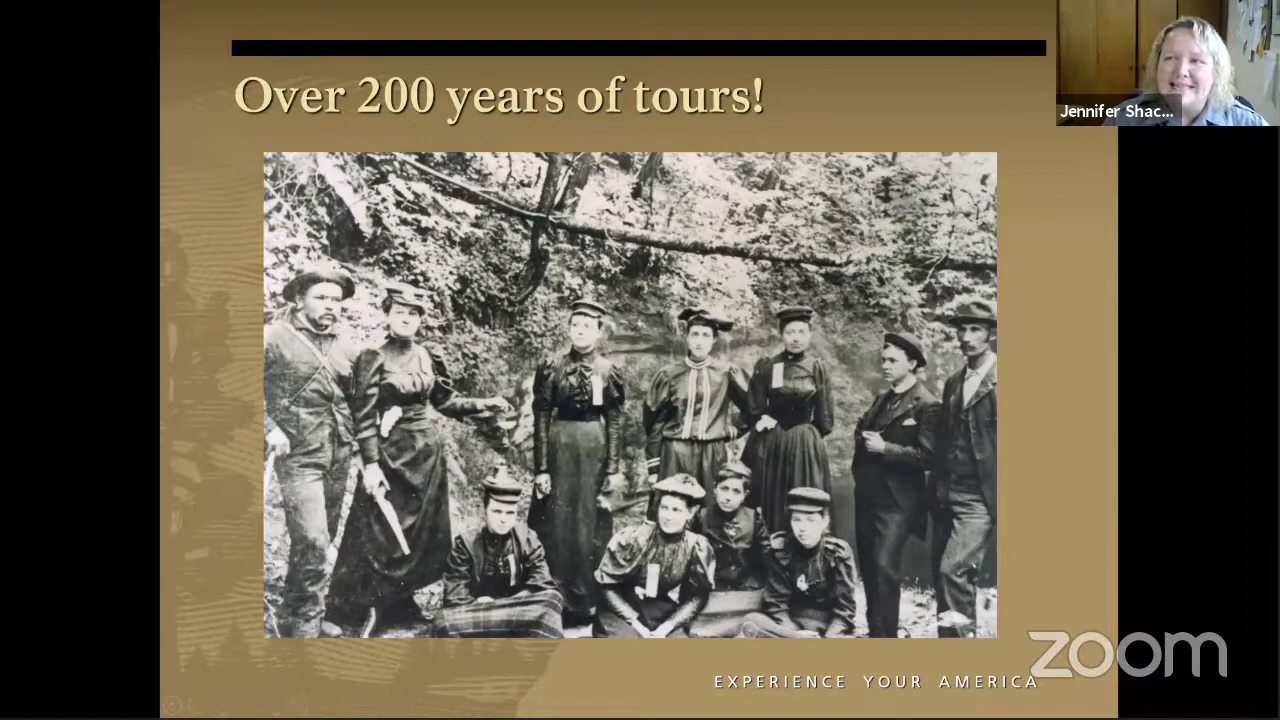 Over 200 years of tours!
Jennifer Shac...
EXPERIENCE YOUR AMERICA
zoom